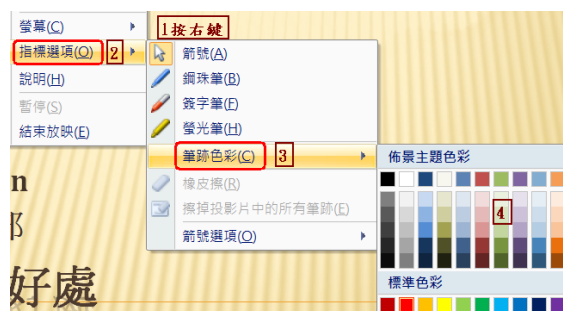 螢幕(C)
1按右鍵
指標選項(O) 2
箭號(A)
說明(H)
鋼珠筆(B)
暫停(S)
簽字筆(F)
結束放映(E)
螢光筆(H)
筆跡色彩(C) 3
佈景主題色彩
橡皮擦(R)
擦掉投影片中的所有筆跡(E)
4
箭號選項(O)
標準色彩
n
好處